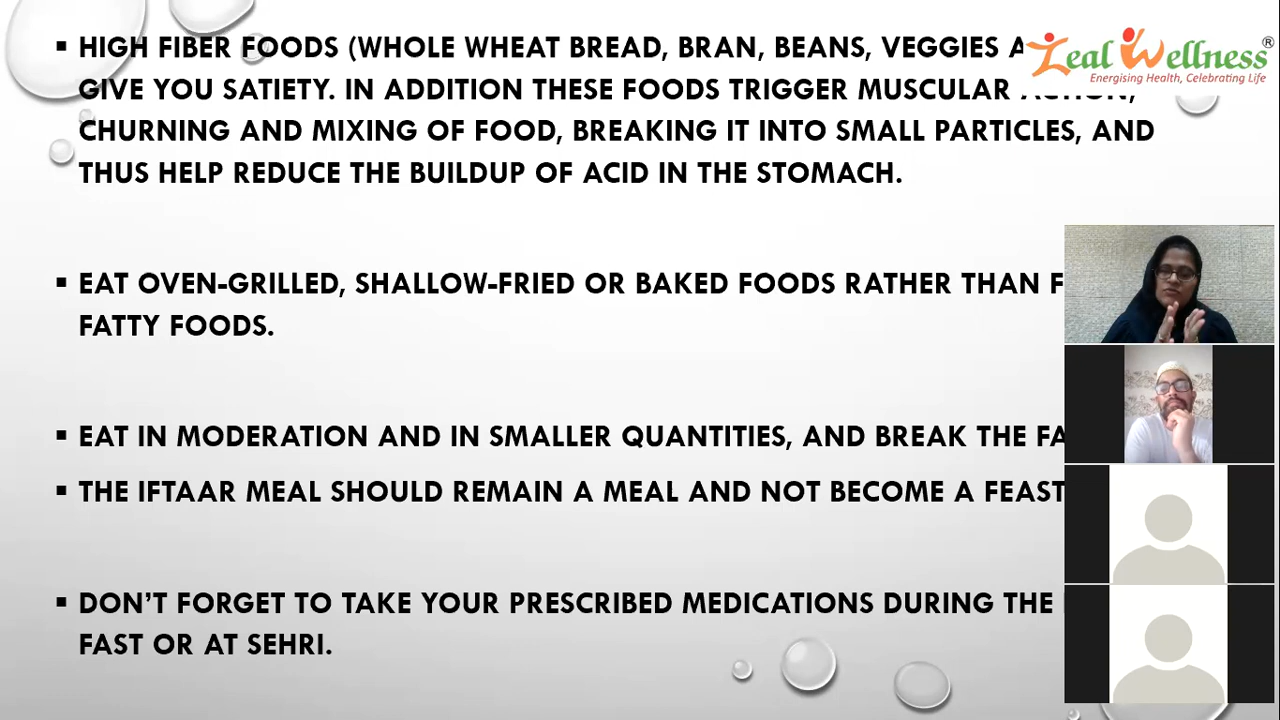 ▪ HIGH FIBER FOODS (WHOLE WHEAT BREAD, BRAN, BEANS, VEGGIES
GIVE YOU SATIETY. IN ADDITION THESE FOODS TRIGGER MUSCULAR ACTION,
CHURNING AND MIXING OF FOOD, BREAKING IT INTO SMALL PARTICLES, AND
THUS HELP REDUCE THE BUILDUP OF ACID IN THE STOMACH.
▪ EAT OVEN-GRILLED, SHALLOW-FRIED OR BAKED FOODS RATHER THAN
FATTY FOODS.
▪ EAT IN MODERATION AND IN SMALLER QUANTITIES, AND BREAK THE
▪ THE IFTAAR MEAL SHOULD REMAIN A MEAL AND NOT BECOME A FEAST
▪ DON’T FORGET TO TAKE YOUR PRESCRIBED MEDICATIONS DURING THE
FAST OR AT SEHRI.
Zeal Wellness®
Energising Health, Celebrating Life